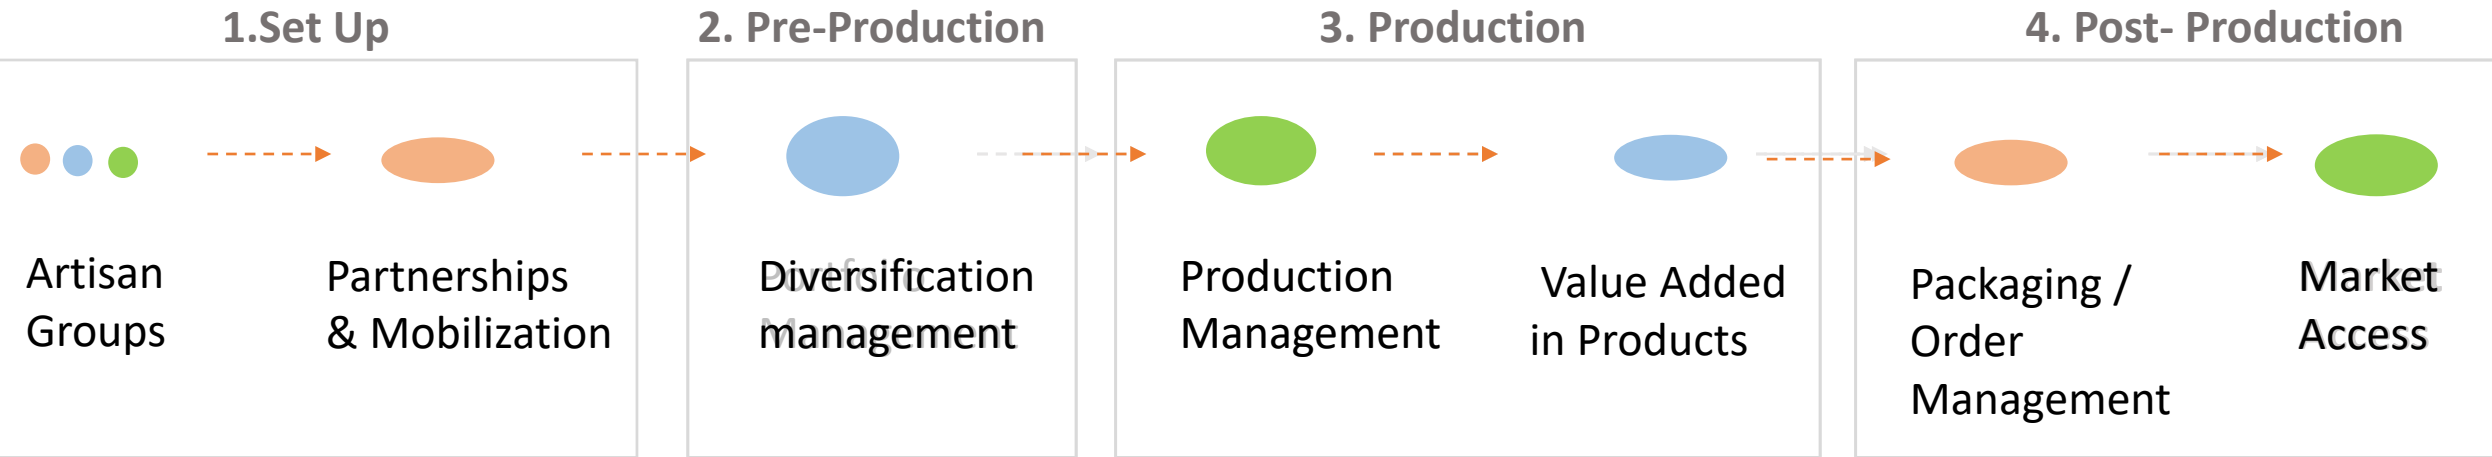 1.Set Up
2. Pre-Production
3. Production
4. Post- Production
Artisan
Groups
Partnerships
& Mobilization
Diversification
management
Production
Management
Value Added
in Products
Packaging /
Order
Management
Market
Access